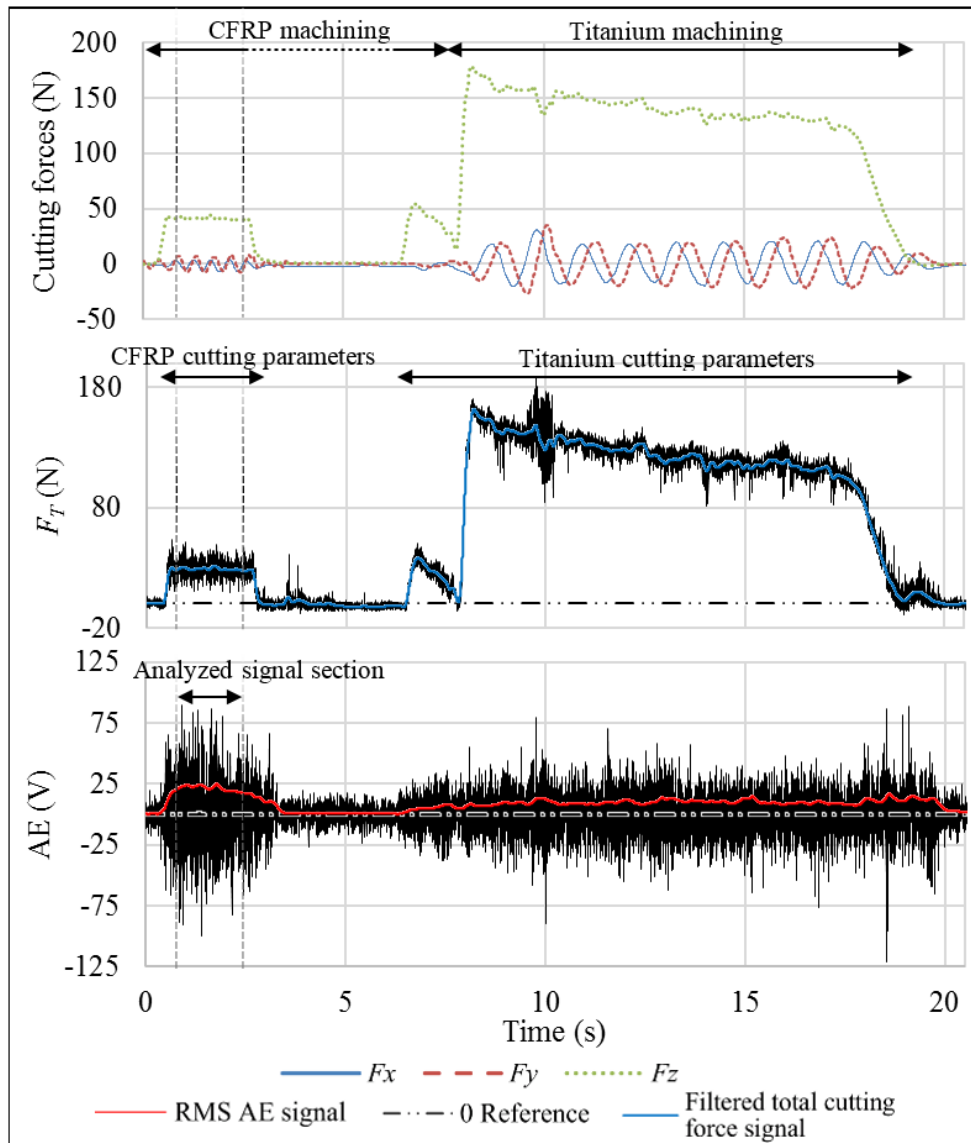 CFRP machining Titanium machining
200
150
100
50
0
-50
Cutting forces (N)
CFRP cutting parameters Titanium cutting parameters
180
80
-20
F_T (N)
125
Analyzed signal section
75
25
-25
-75
-125
AE (V)
0 5 10 15 20
Time (s)
Fx Fy Fz
RMS AE signal 0 Reference Filtered total cutting
force signal